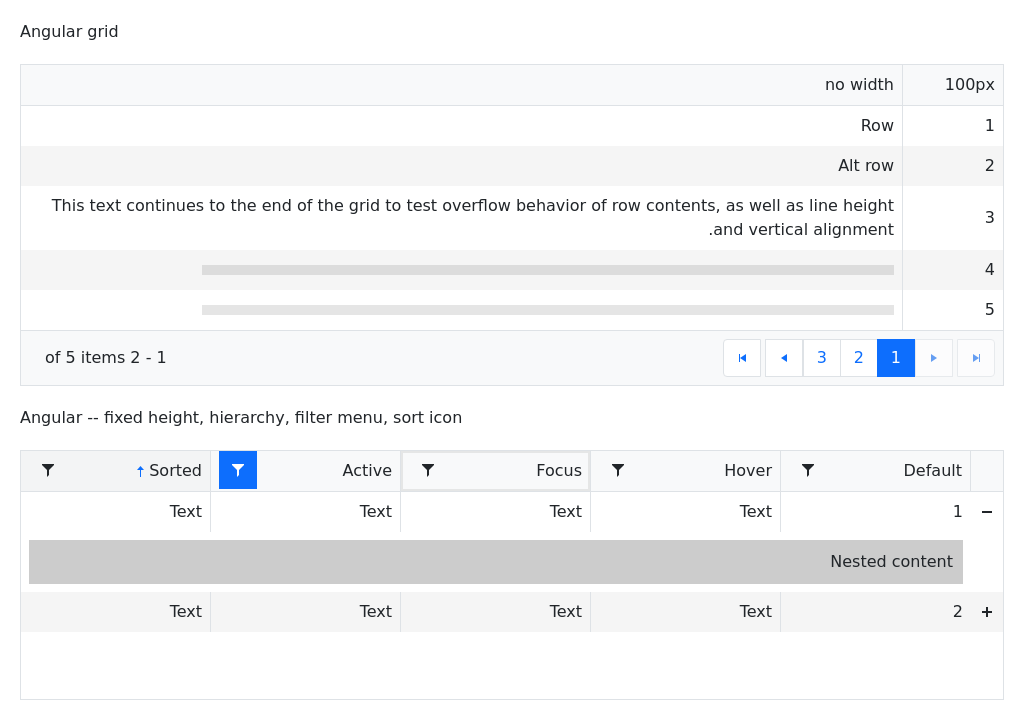 Angular grid
100px no width
1 Row
2 Alt row
3 This text continues to the end of the grid to test overflow behavior of row contents, as well as line height
.and vertical alignment
4
5
1 2 3 of 5 items 2 - 1
Angular -- fixed height, hierarchy, filter menu, sort icon
Default Hover Focus Active Sorted
1 Text Text Text Text
Nested content
2 Text Text Text Text